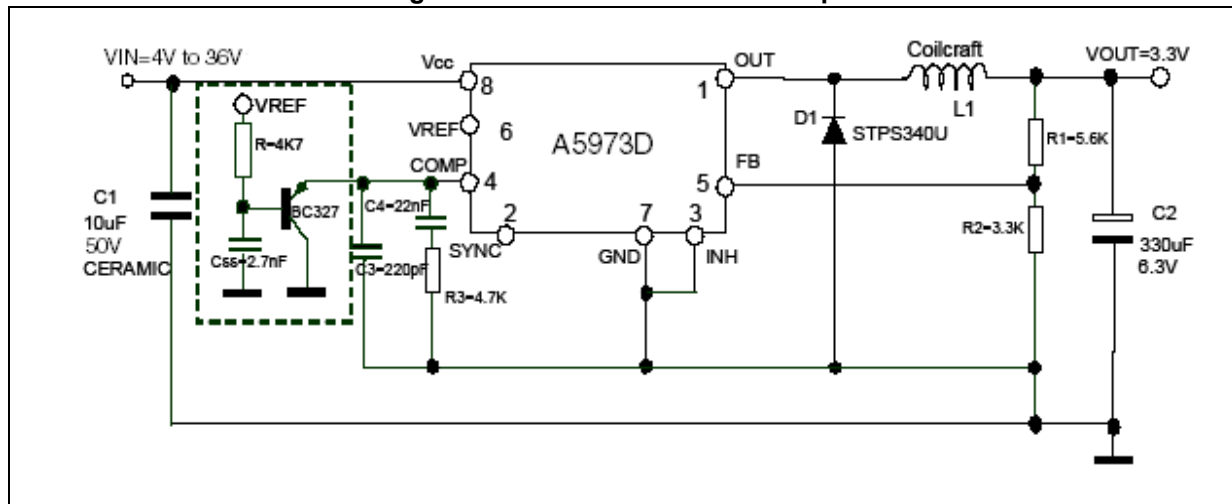 VIN=4V to 36V
Vcc
8
OUT
1
Coilcraft
L1
VOUT=3.3V
VREF
R=4K7
VREF
6
A5973D
D1
STPS340U
R1=5.6K
COMP
4
FB
5
C1
10uF
50V
CERAMIC
BC327
C4=22nF
2
7
3
SYNC
GND
INH
R2=3.3K
C2
330uF
6.3V
Css=2.7nF
C3=220pF
R3=4.7K